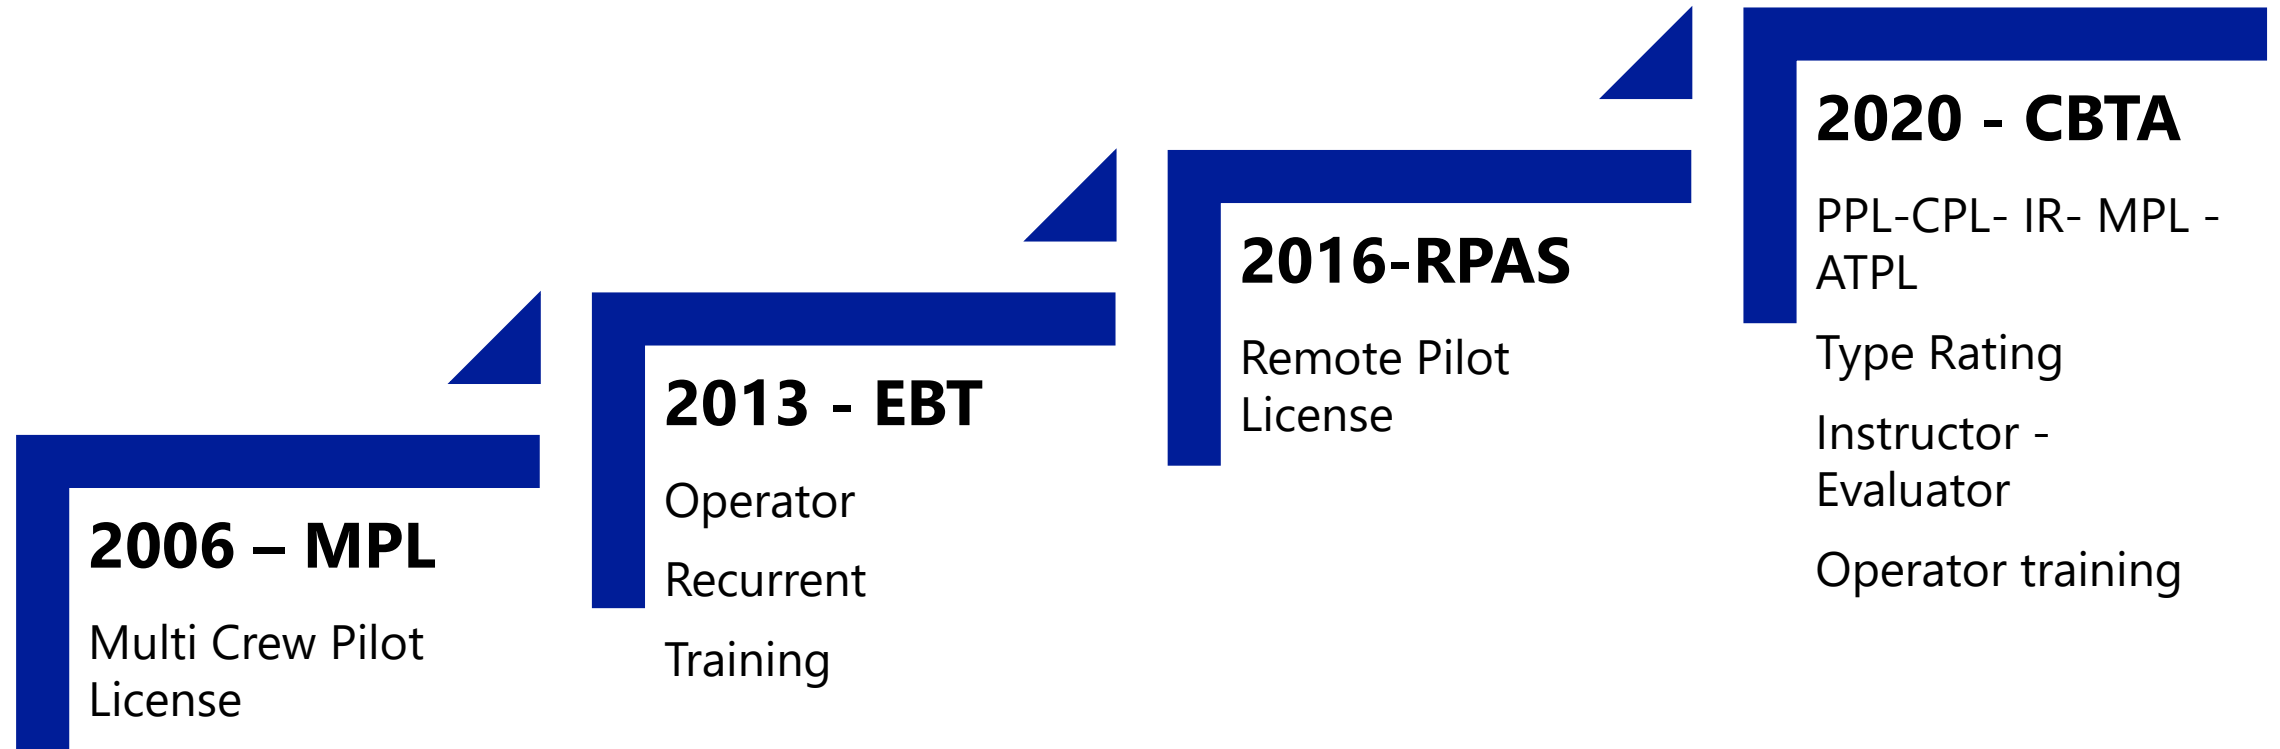 2006 – MPL
Multi Crew Pilot
License
2013 - EBT
Operator
Recurrent
Training
2016-RPAS
Remote Pilot
License
2020 - CBTA
PPL-CPL- IR- MPL -
ATPL
Type Rating
Instructor -
Evaluator
Operator training